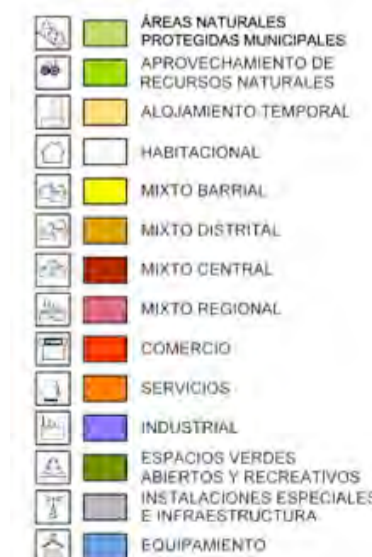 ÁREAS NATURALES
PROTEGIDAS MUNICIPALES
APROVECHAMIENTO DE
RECURSOS NATURALES
ALOJAMIENTO TEMPORAL
HABITACIONAL
MIXTO BARRIAL
MIXTO DISTRITAL
MIXTO CENTRAL
MIXTO REGIONAL
COMERCIO
SERVICIOS
INDUSTRIAL
ESPACIOS VERDES
ABIERTOS Y RECREATIVOS
INSTALACIONES ESPECIALES
E INFRAESTRUCTURA
EQUIPAMIENTO